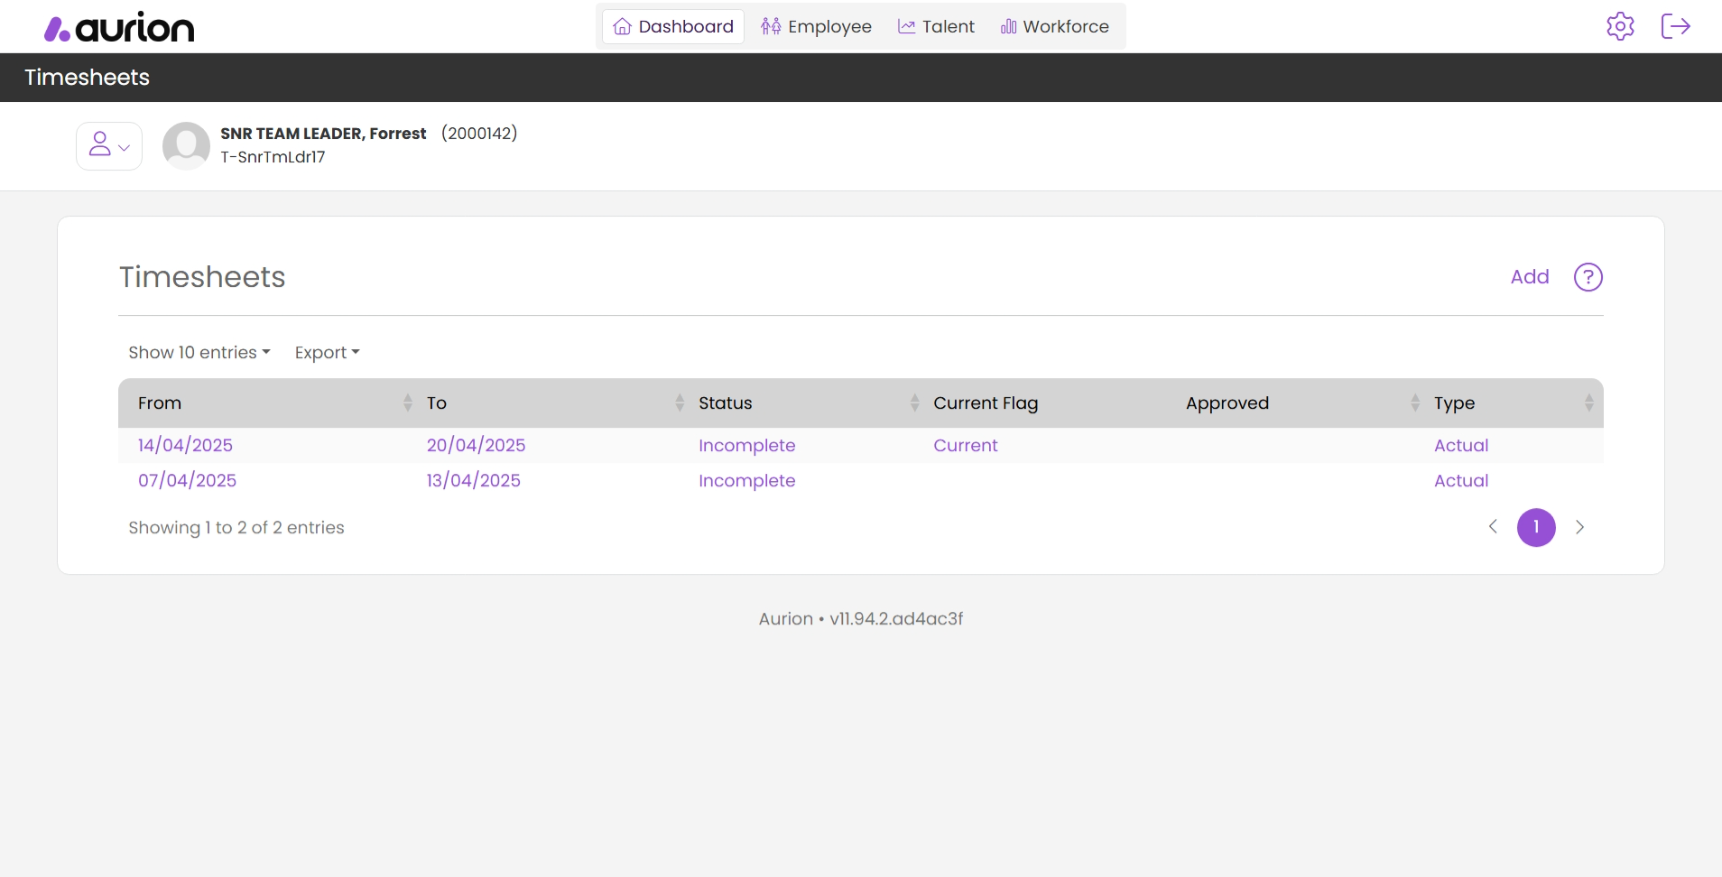 aurion
Dashboard Employee Talent Workforce
Timesheets
SNR TEAM LEADER, Forrest (2000142)
T-SnrTmLdr17
Timesheets
Add ?
Show 10 entries Export
From To Status Current Flag Approved Type
14/04/2025 20/04/2025 Incomplete Current Actual
07/04/2025 13/04/2025 Incomplete Actual
Showing 1 to 2 of 2 entries
1
Aurion • v11.94.2.ad4ac3f